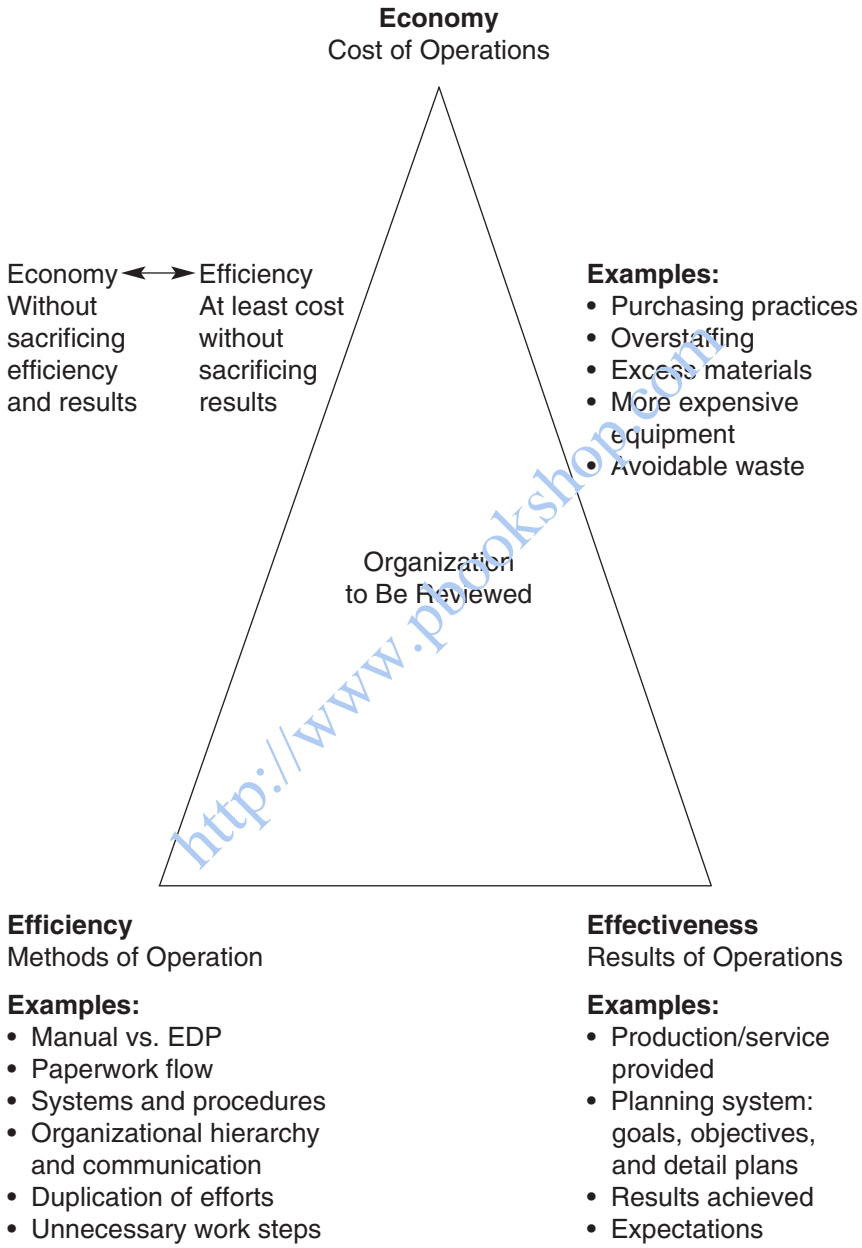 Economy
Cost of Operations
Economy ↔ Efficiency
Without
sacrificing
efficiency
and results
At least cost
without
sacrificing
results
Examples:
• Purchasing practices
• Overstaffing
• Excess materials
• More expensive
equipment
• Avoidable waste
Organization
to Be Reviewed
http://www.pbookshop.com
Efficiency
Methods of Operation
Examples:
• Manual vs. EDP
• Paperwork flow
• Systems and procedures
• Organizational hierarchy
and communication
• Duplication of efforts
• Unnecessary work steps
Effectiveness
Results of Operations
Examples:
• Production/service
provided
• Planning system:
goals, objectives,
and detail plans
• Results achieved
• Expectations